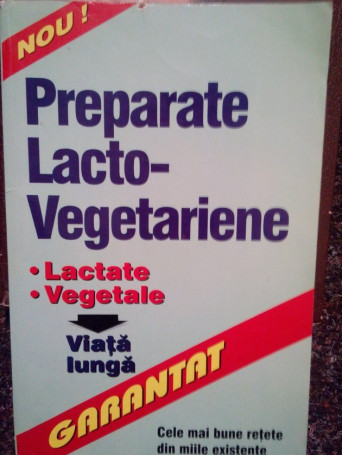 NOU !
Preparate
Lacto-
Vegetariene
• Lactate
• Vegetale
Viață
lungă
GARANTAT
Cele mai bune rețete
din miile existente